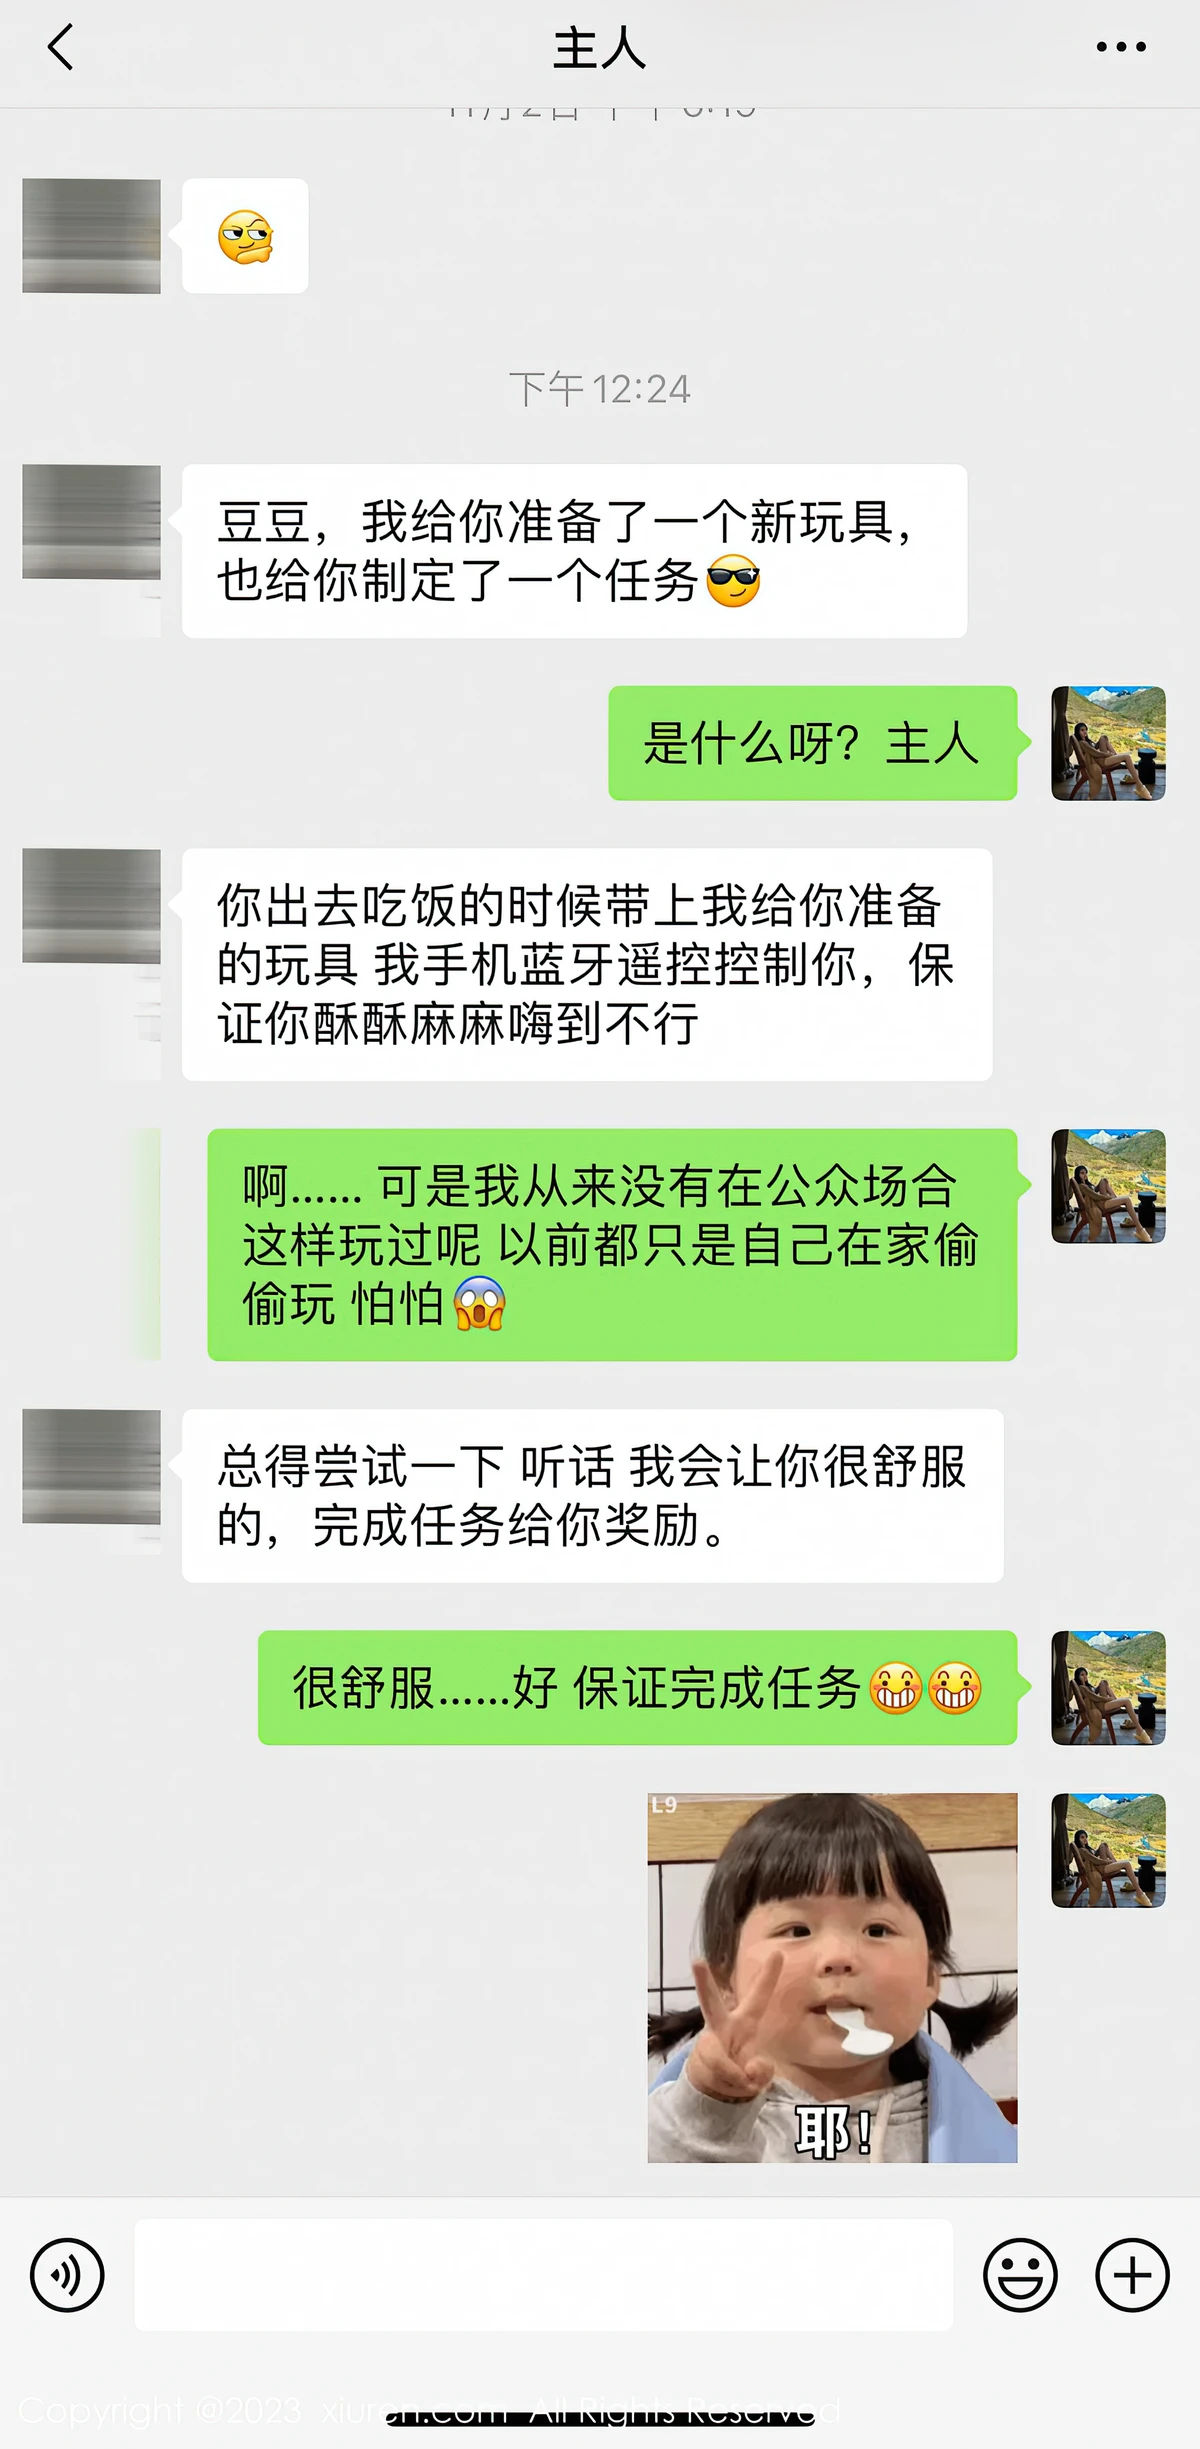 主人
下午 12:24
豆豆，我给你准备了一个新玩具，
也给你制定了一个任务😎
是什么呀？主人
你出去吃饭的时候带上我给你准备
的玩具 我手机蓝牙遥控控制你，保
证你酥酥麻麻嗨到不行
啊…… 可是我从来没有在公众场合
这样玩过呢 以前都只是自己在家偷
偷玩 怕怕😱
总得尝试一下 听话 我会让你很舒服
的，完成任务给你奖励。
很舒服……好 保证完成任务😁😁
L9
耶！
Copyright @2023 xiuren.com All Rights Reserved